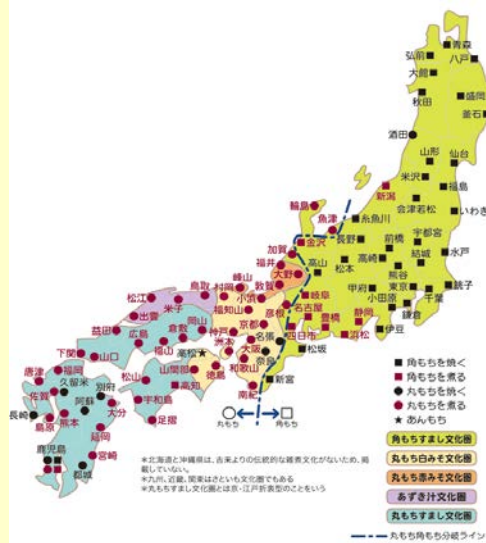 青森
弘前
八戸
大館
秋田
盛岡
釜石
酒田
山形
仙台
米沢
新潟
福島
会津若松
いわき
輪島
魚津
糸魚川
金沢
加賀
長野
前橋
宇都宮
福井
高山
高崎
結城
水戸
大野
松本
熊谷
峰山
敦賀
甲府
東京
千葉
銚子
鳥取
村岡
小浜
岐阜
小田原
鎌倉
松江
米子
福知山
彦根
名古屋
静岡
出雲
岡山
京都
豊橋
伊豆
益田
広島
倉敷
神戸
名張
四日市
浜松
洲本
大阪
奈良
松坂
下関
山口
福山
高松
和歌山
唐津
福岡
松山
山間部
徳島
新宮
佐賀
久留米
別府
高知
南紀
長崎
阿蘇
大分
宇和島
島原
熊本
足摺
延岡
鹿児島
宮崎
都城
丸もち
角もち
■ 角もちを焼く
■ 角もちを煮る
● 丸もちを焼く
● 丸もちを煮る
★ あんもち
角もちすまし文化圏
丸もち白みそ文化圏
丸もち赤みそ文化圏
あずき汁文化圏
丸もちすまし文化圏
丸もち角もち分岐ライン
*北海道と沖縄県は、古来よりの伝統的な雑煮文化がないため、掲
載していない。
*九州、近畿、関東はさといも文化圏でもある
*丸もちすまし文化圏とは京・江戸折衷型のことをいう